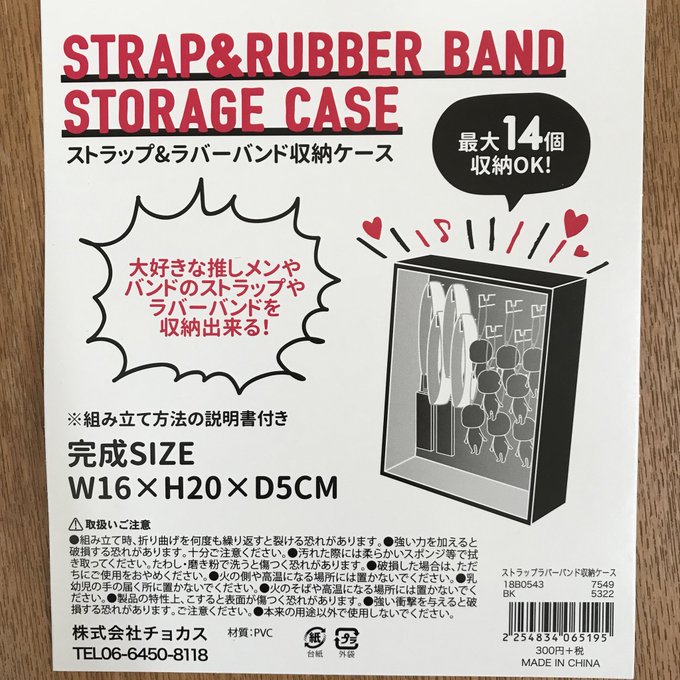 STRAP&RUBBER BAND
STORAGE CASE
ストラップ&ラバーバンド収納ケース
最大14個
収納OK!
大好きな推しメンや
バンドのストラップや
ラバーバンドを
収納出来る!
※組み立て方法の説明書付き
完成SIZE
W16×H20×D5CM
⚠取扱いご注意
●組み立て時、折り曲げを何度も繰り返すと裂ける恐れがあります。●強い力を加えると
破損する恐れがあります。十分ご注意ください。●汚れた際には柔らかいスポンジ等で拭
き取ってください。たわし・磨き粉で洗うと傷つく恐れがあります。●破損した場合は、ただ
ちにご使用をおやめください。●火の側や高温になる場所には置かないでください。●乳
幼児の手の届く所に置かないでください。●火のそばや高温になる場所に置かないでくだ
さい。●製品の特性上、こすると表面が傷つく恐れがあります。●強い衝撃を与えると破
損する恐れがあります。ご注意ください。●本来の用途以外で使用しないでください。
株式会社チョカス
TEL06-6450-8118
材質:PVC
紙
台紙
プラ
外袋
ストラップラバーバンド収納ケース
18B0543 7549
BK 5322
2 254834 065195
300円+税
MADE IN CHINA